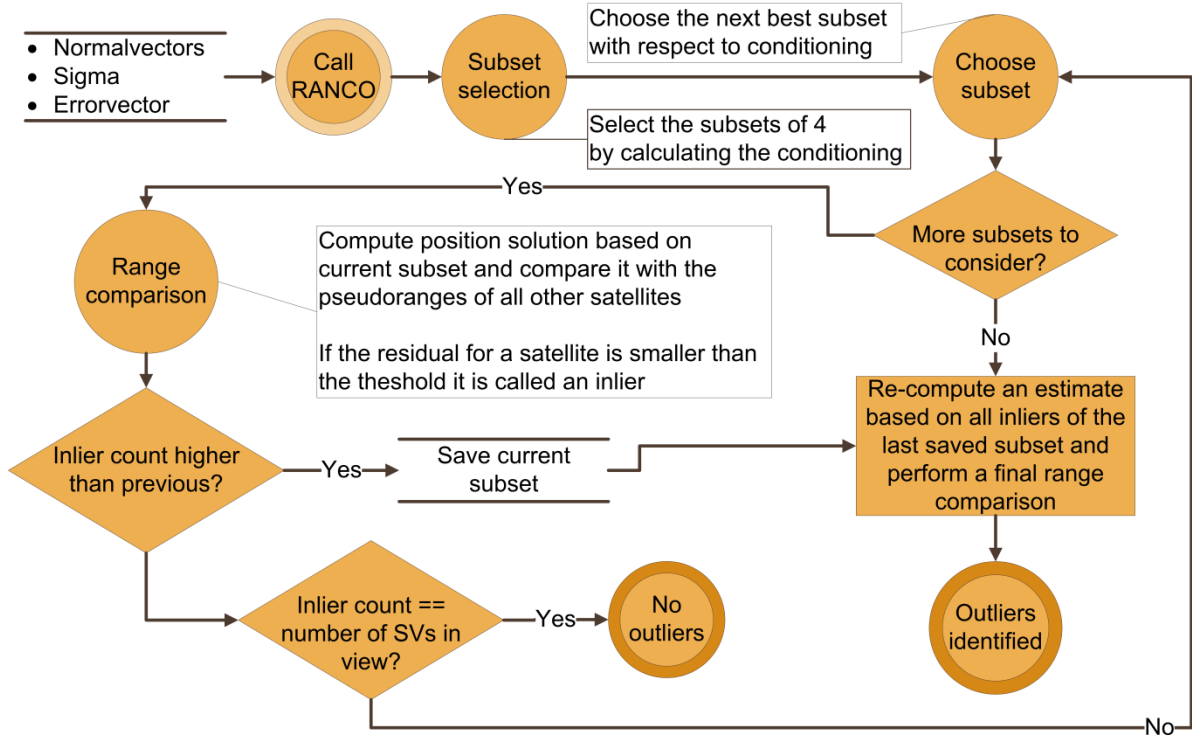 • Normalvectors
• Sigma
• Errorvector
Call
RANCO
Subset
selection
Choose the next best subset
with respect to conditioning
Choose
subset
Select the subsets of 4
by calculating the conditioning
Yes
More subsets to
consider?
Range
comparison
Compute position solution based on
current subset and compare it with the
pseudoranges of all other satellites
If the residual for a satellite is smaller than
the theshold it is called an inlier
No
Re-compute an estimate
based on all inliers of the
last saved subset and
perform a final range
comparison
Inlier count higher
than previous?
Yes
Save current
subset
Inlier count ==
number of SVs in
view?
Yes
No
outliers
Outliers
identified
No